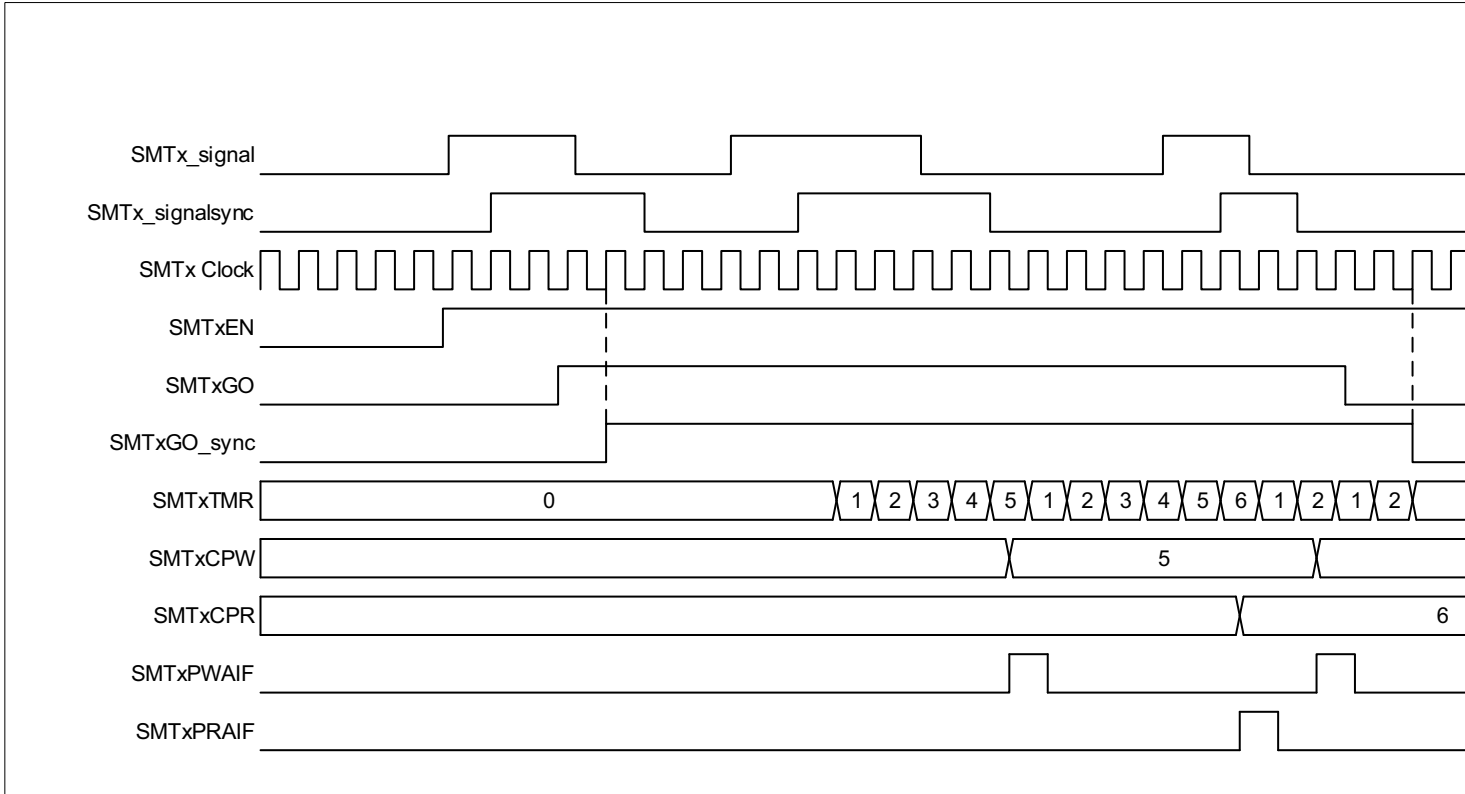 SMTx_signal
SMTx_signalsync
SMTx Clock
SMTxEN
SMTxGO
SMTxGO_sync
SMTxTMR 0 1 2 3 4 5 1 2 3 4 5 6 1 2 1 2
SMTxCPW 5
SMTxCPR 6
SMTxPWAIF
SMTxPRAIF